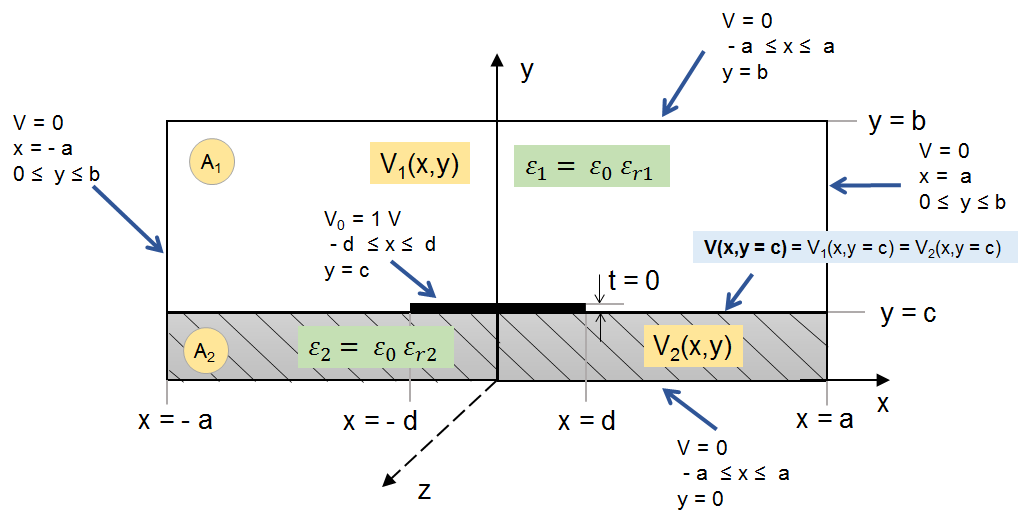 V = 0
- a ≤ x ≤ a
y = b
y
V = 0
x = - a
0 ≤ y ≤ b
A₁
V₁(x,y)
ε₁ = ε₀ εᵣ₁
y = b
V = 0
x = a
0 ≤ y ≤ b
V₀ = 1 V
- d ≤ x ≤ d
y = c
V(x,y = c) = V₁(x,y = c) = V₂(x,y = c)
t = 0
y = c
A₂
ε₂ = ε₀ εᵣ₂
V₂(x,y)
x
x = - a
x = - d
x = d
x = a
z
V = 0
- a ≤ x ≤ a
y = 0